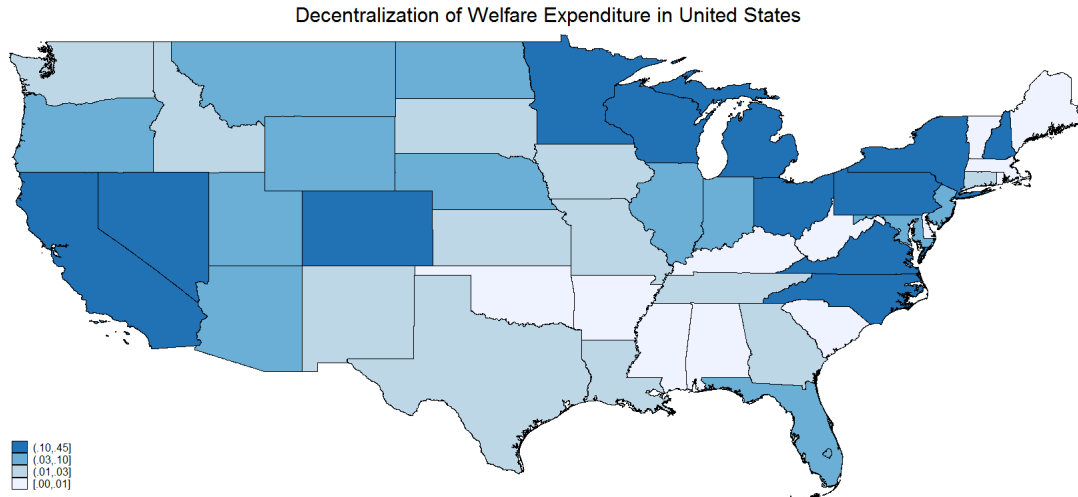 Decentralization of Welfare Expenditure in United States
(.10,.45]
(.03,.10]
(.01,.03]
[.00,.01]